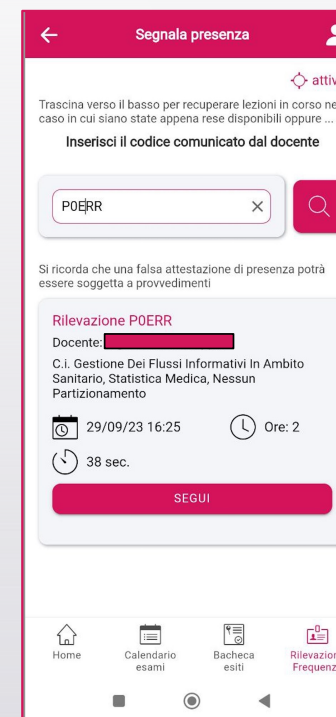 Segnala presenza
attiv
Trascina verso il basso per recuperare lezioni in corso ne
caso in cui siano state appena rese disponibili oppure ...
Inserisci il codice comunicato dal docente
P0ERR
Si ricorda che una falsa attestazione di presenza potrà
essere soggetta a provvedimenti
Rilevazione P0ERR
Docente:
C.i. Gestione Dei Flussi Informativi In Ambito
Sanitario, Statistica Medica, Nessun
Partizionamento
29/09/23 16:25 Ore: 2
38 sec.
SEGUI
Home Calendario esami Bacheca esiti Rilevazion Frequenz